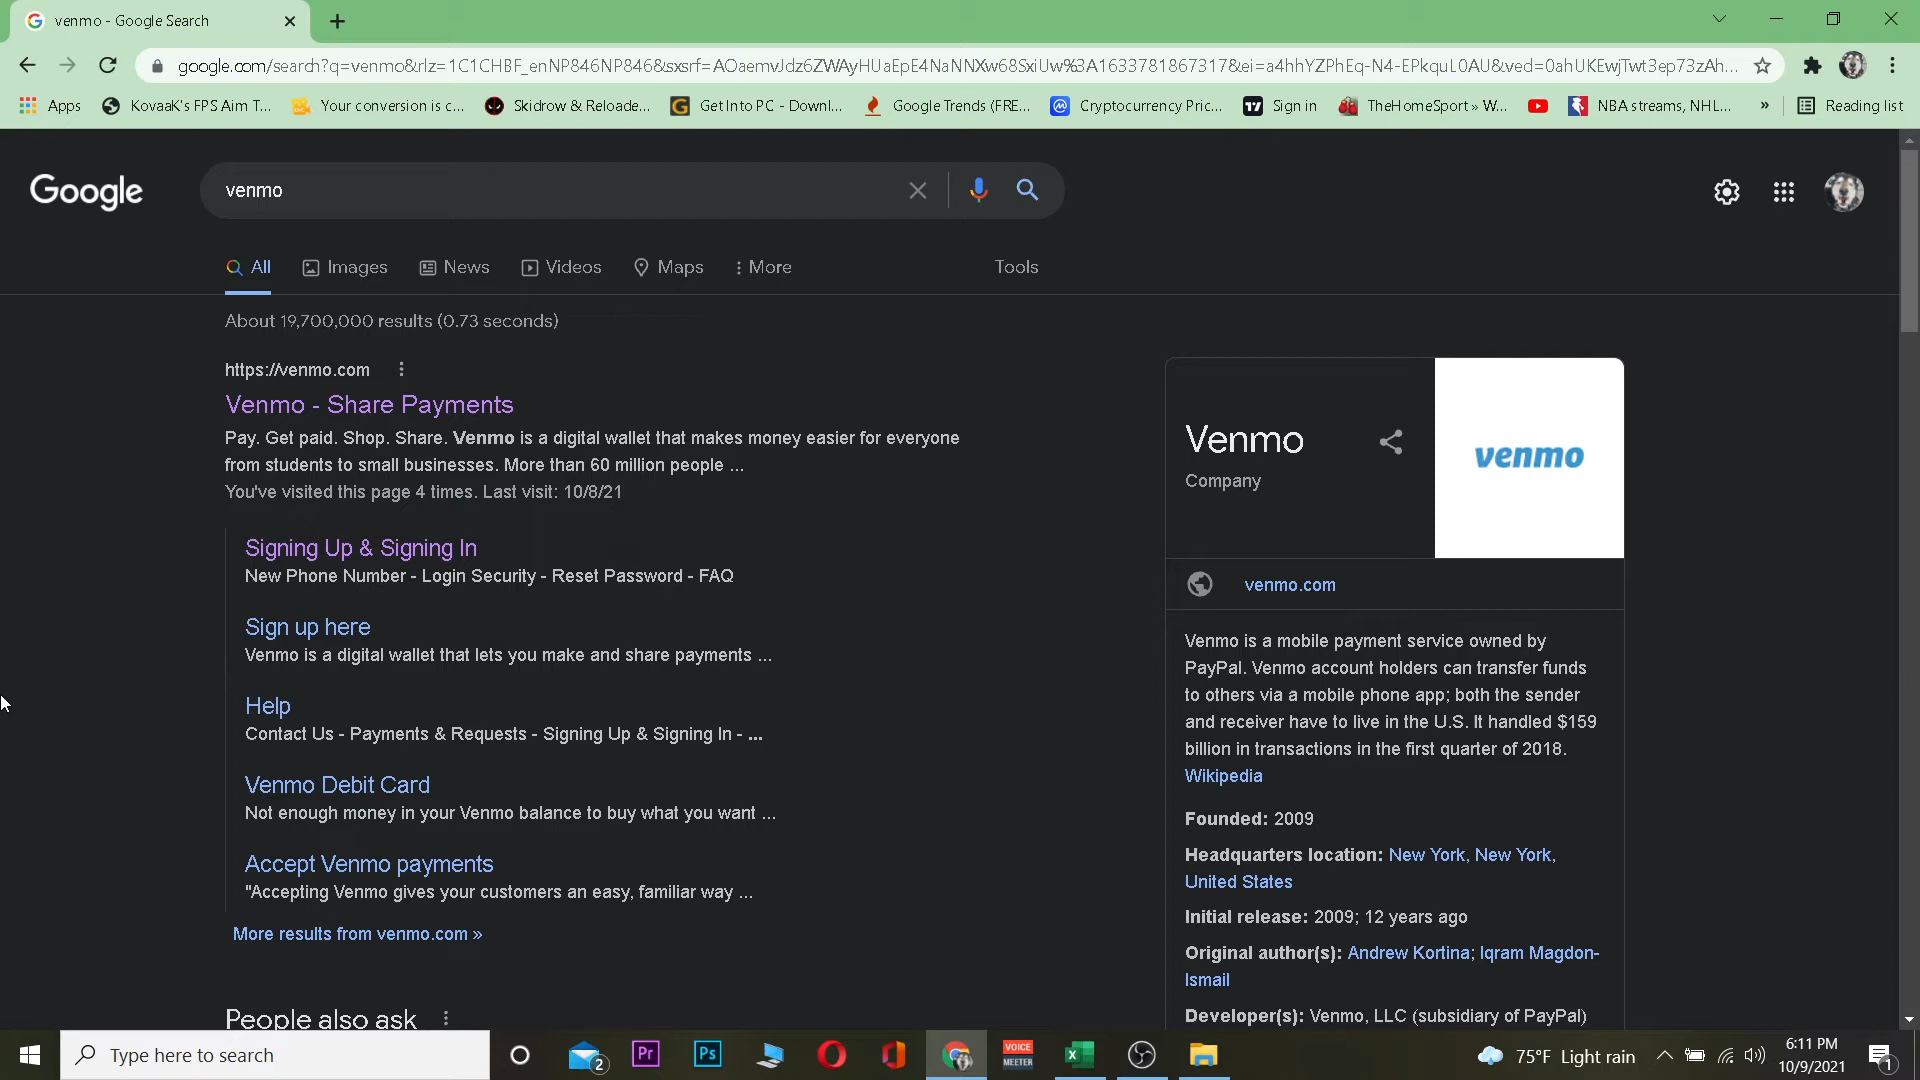 venmo - Google Search
google.com/search?q=venmo&rlz=1C1CHBF_enNP846NP846&sxsrf=AOaemvJdz6ZWAyHUaEpE4NaNNXw68SxiUw%3A1633781867317&ei=a4hhYZPhEq-N4-EPkquL0AU&ved=0ahUKEwjTwt3ep73zAh...
Apps
KovaaK's FPS Aim T...
Your conversion is c...
Skidrow & Reloade...
Get Into PC - Downl...
Google Trends (FRE...
Cryptocurrency Pric...
Sign in
TheHomeSport » W...
NBA streams, NHL...
»
Reading list
Google
venmo
All
Images
News
Videos
Maps
More
Tools
About 19,700,000 results (0.73 seconds)
https://venmo.com
Venmo - Share Payments
Pay. Get paid. Shop. Share. Venmo is a digital wallet that makes money easier for everyone
from students to small businesses. More than 60 million people ...
You've visited this page 4 times. Last visit: 10/8/21
Signing Up & Signing In
New Phone Number - Login Security - Reset Password - FAQ
Sign up here
Venmo is a digital wallet that lets you make and share payments ...
Help
Contact Us - Payments & Requests - Signing Up & Signing In - ...
Venmo Debit Card
Not enough money in your Venmo balance to buy what you want ...
Accept Venmo payments
"Accepting Venmo gives your customers an easy, familiar way ...
More results from venmo.com »
People also ask
Venmo
Company
venmo
venmo.com
Venmo is a mobile payment service owned by
PayPal. Venmo account holders can transfer funds
to others via a mobile phone app; both the sender
and receiver have to live in the U.S. It handled $159
billion in transactions in the first quarter of 2018.
Wikipedia
Founded: 2009
Headquarters location: New York, New York,
United States
Initial release: 2009; 12 years ago
Original author(s): Andrew Kortina; Iqram Magdon-
Ismail
Developer(s): Venmo, LLC (subsidiary of PayPal)
Type here to search
2
Pr
Ps
VOICE
MEETER
75°F Light rain
6:11 PM
10/9/2021
1